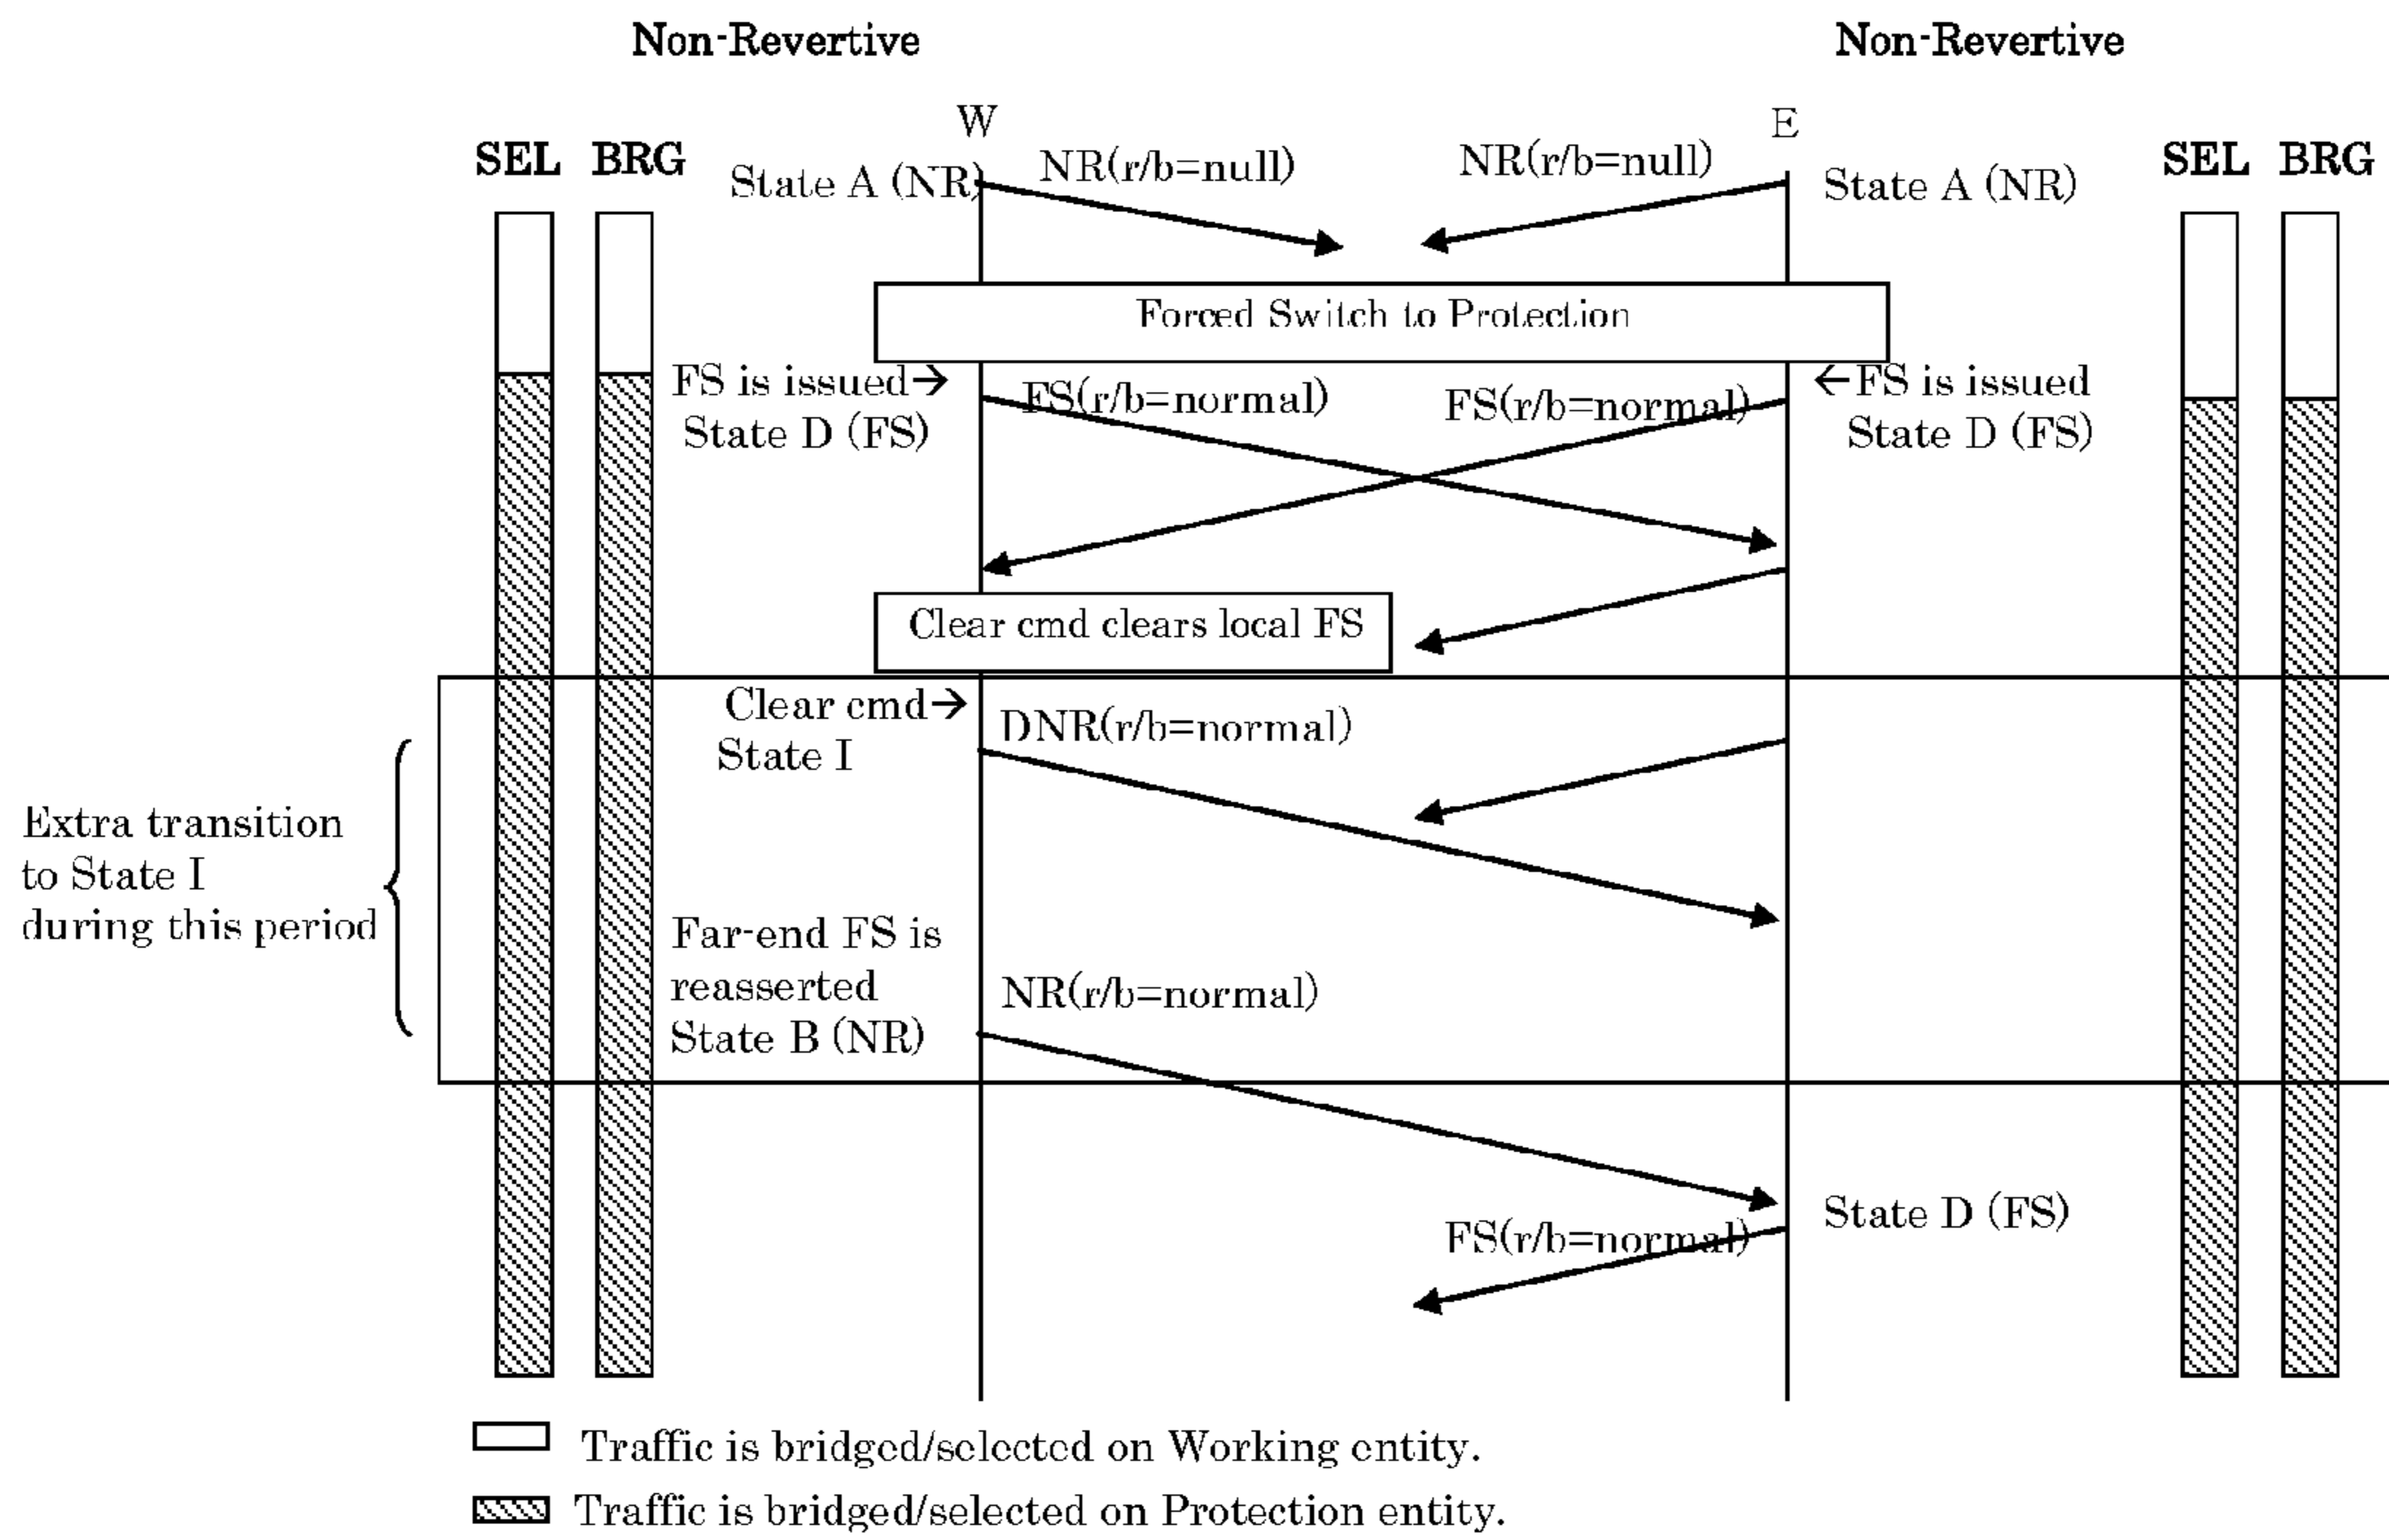 Non-Revertive
Non-Revertive
W
E
SEL BRG
State A (NR)
NR(r/b=null)
NR(r/b=null)
State A (NR)
SEL BRG
Forced Switch to Protection
FS is issued→
State D (FS)
FS(r/b=normal)
FS(r/b=normal)
←FS is issued
State D (FS)
Clear cmd clears local FS
Clear cmd→
State I
DNR(r/b=normal)
Extra transition
to State I
during this period
Far-end FS is
reasserted
State B (NR)
NR(r/b=normal)
State D (FS)
FS(r/b=normal)
Traffic is bridged/selected on Working entity.
Traffic is bridged/selected on Protection entity.